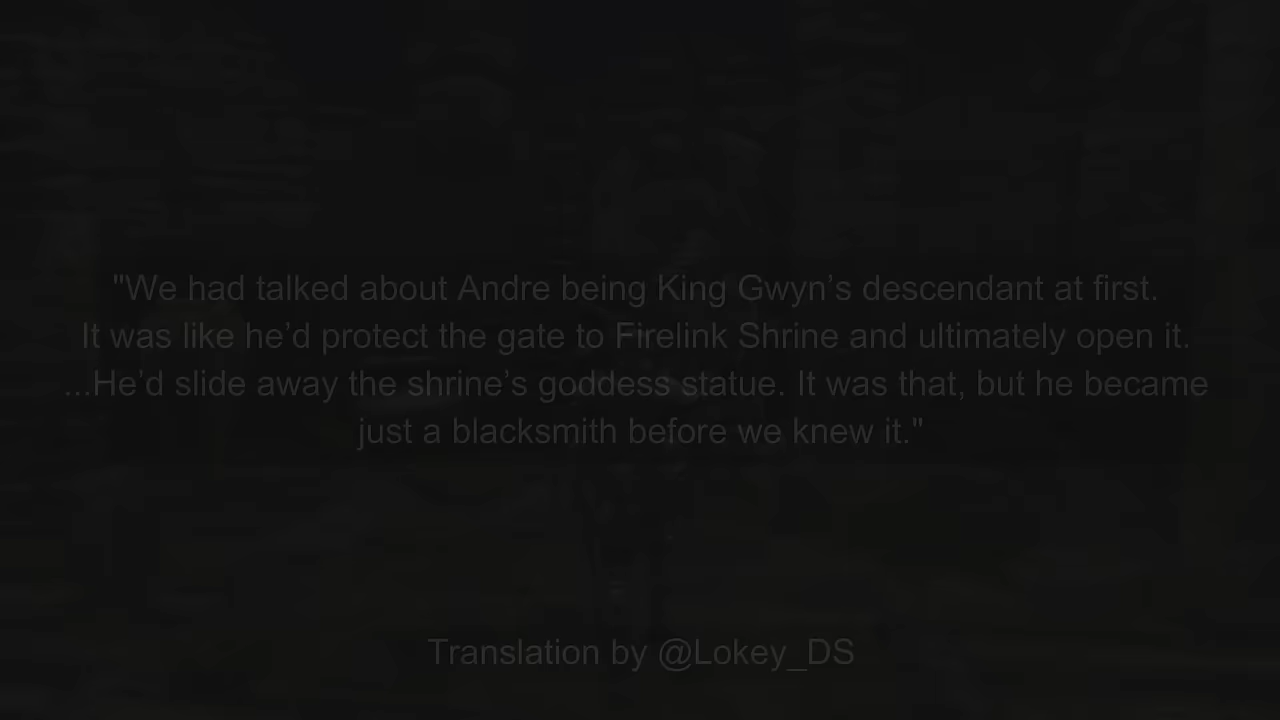 "We had talked about Andre being King Gwyn’s descendant at first.
It was like he’d protect the gate to Firelink Shrine and ultimately open it.
...He’d slide away the shrine’s goddess statue. It was that, but he became
just a blacksmith before we knew it."
Translation by @Lokey_DS